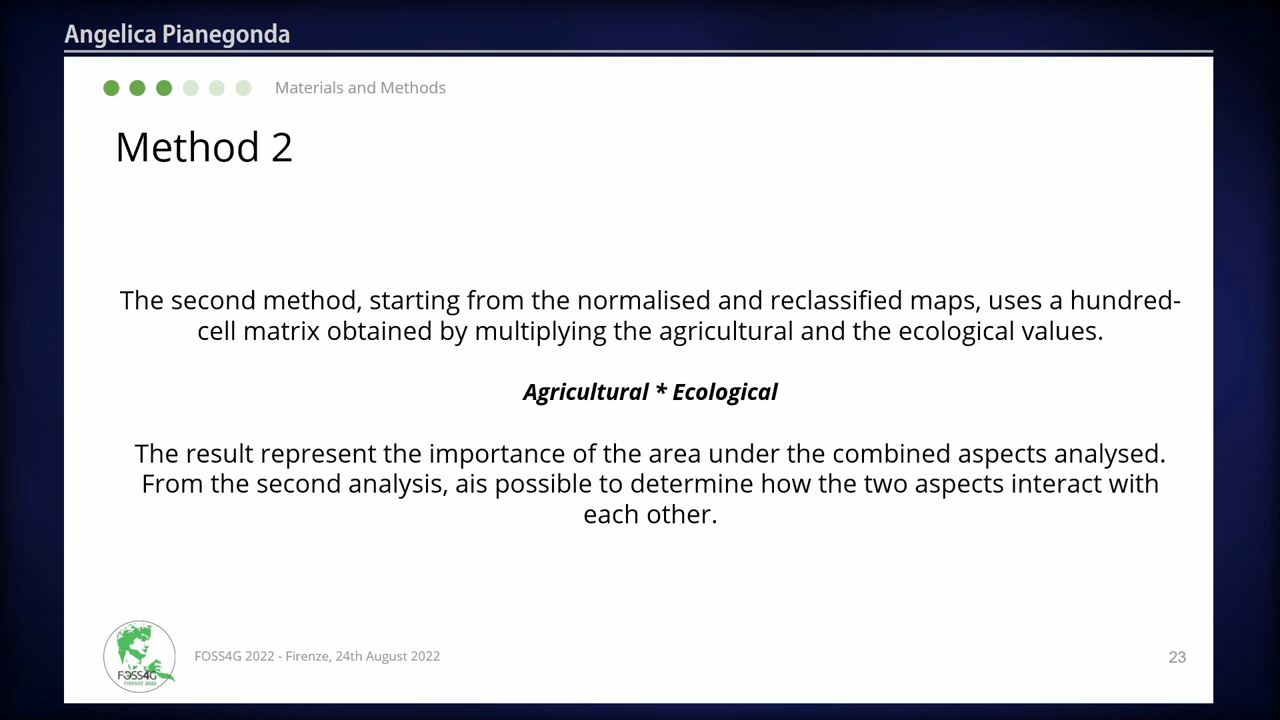 Angelica Pianegonda
Materials and Methods
Method 2
The second method, starting from the normalised and reclassified maps, uses a hundred-
cell matrix obtained by multiplying the agricultural and the ecological values.
Agricultural * Ecological
The result represent the importance of the area under the combined aspects analysed.
From the second analysis, ais possible to determine how the two aspects interact with
each other.
FOSS4G
FIRENZE 2022
FOSS4G 2022 - Firenze, 24th August 2022
23